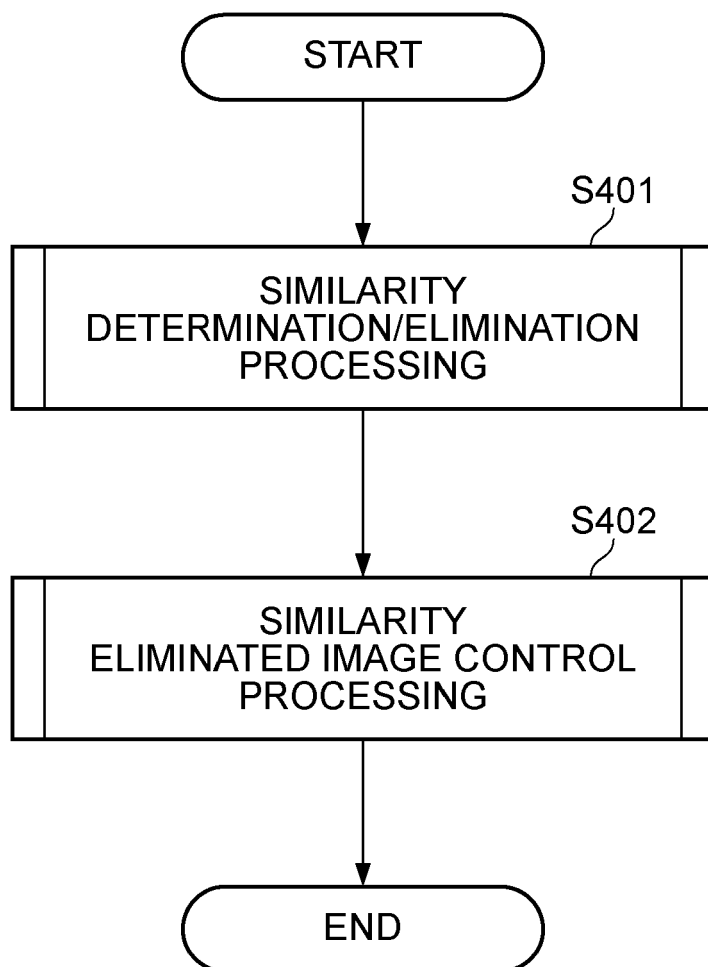 START
S401
SIMILARITY
DETERMINATION/ELIMINATION
PROCESSING
S402
SIMILARITY
ELIMINATED IMAGE CONTROL
PROCESSING
END